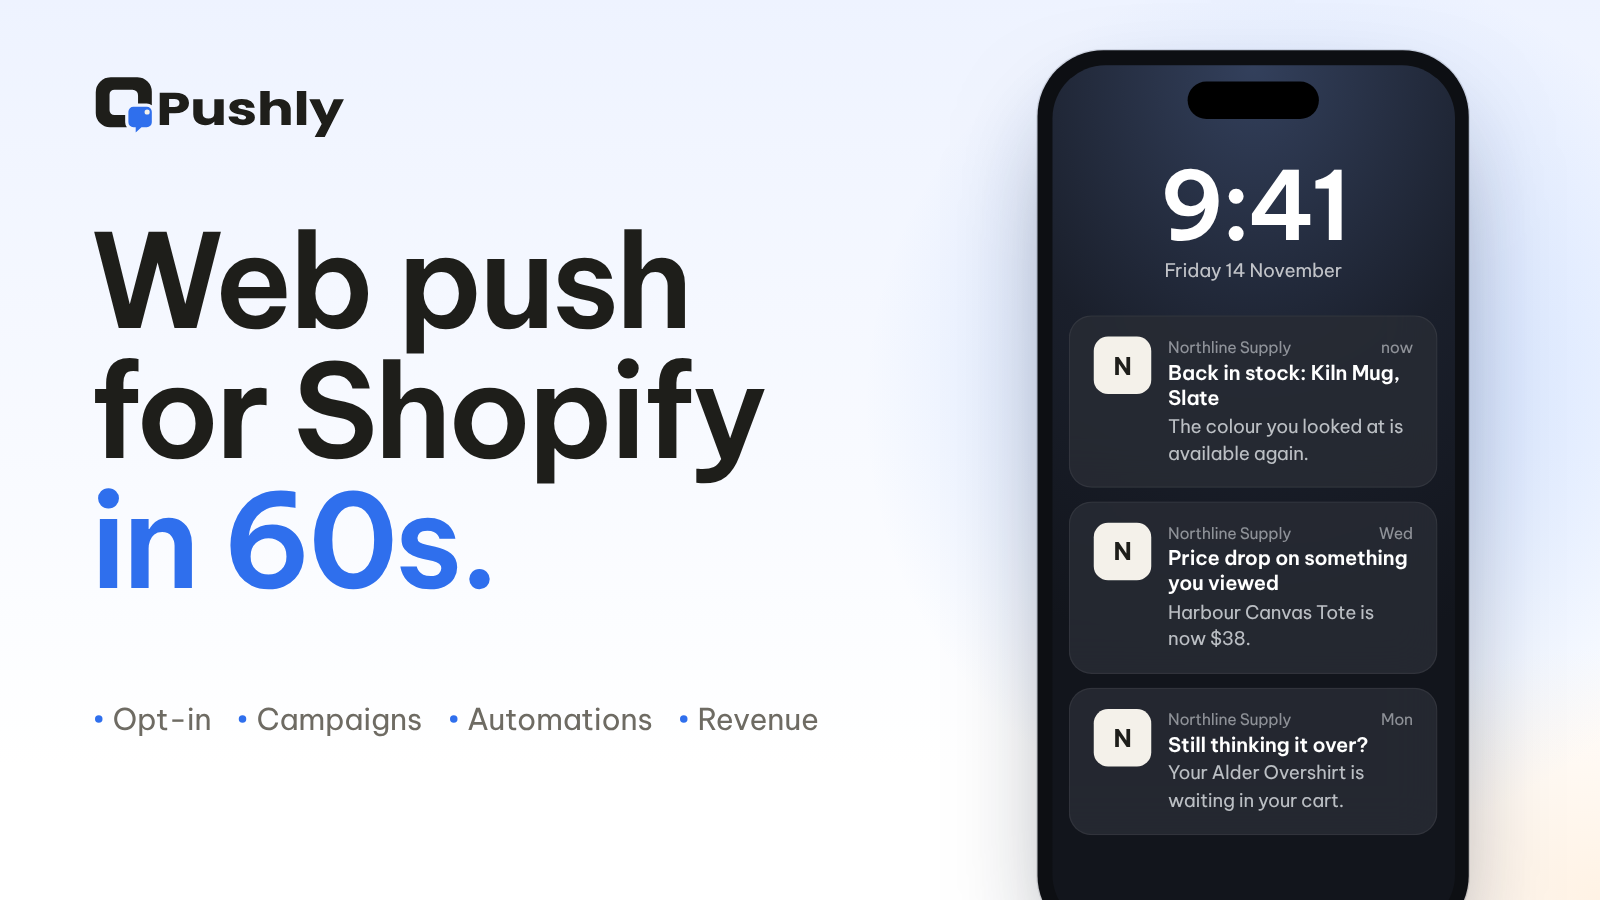 Pushly
Web push
for Shopify
in 60s.
• Opt-in • Campaigns • Automations • Revenue
9:41
Friday 14 November
N
Northline Supply now
Back in stock: Kiln Mug,
Slate
The colour you looked at is
available again.
N
Northline Supply Wed
Price drop on something
you viewed
Harbour Canvas Tote is
now $38.
N
Northline Supply Mon
Still thinking it over?
Your Alder Overshirt is
waiting in your cart.